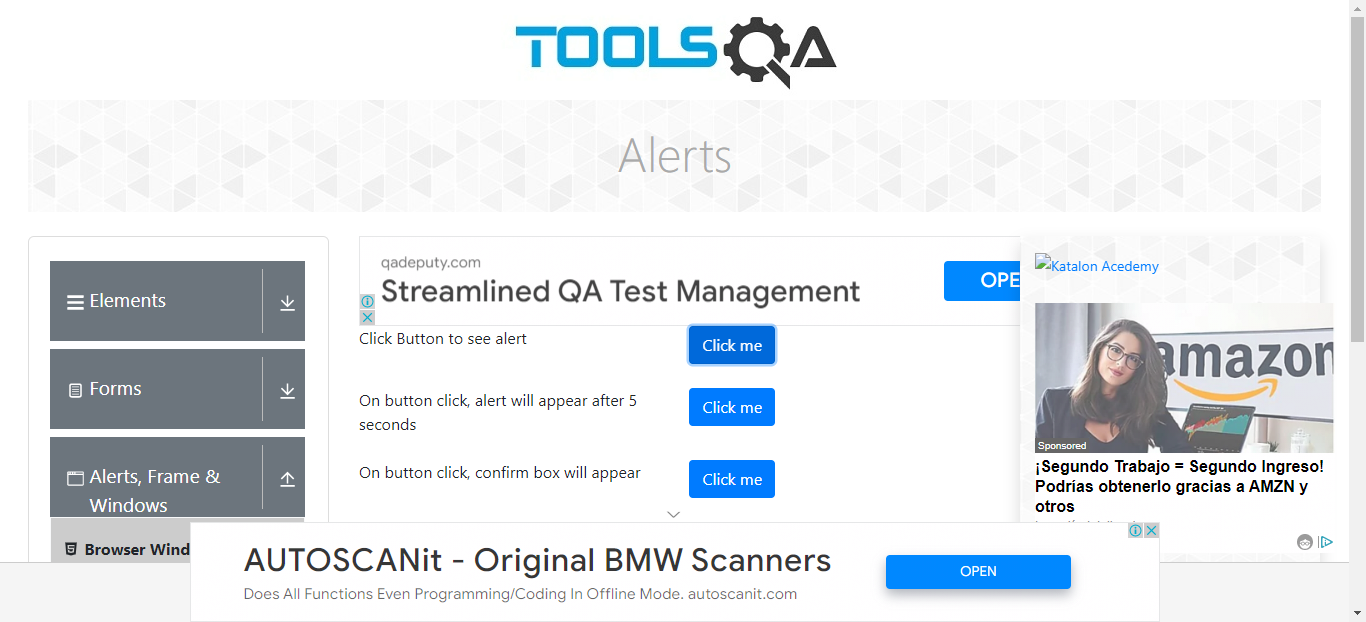 TOOLSQA
Alerts
Elements
Forms
Alerts, Frame &
Windows
Browser Wind
qadeputy.com
Streamlined QA Test Management
OPE
Click Button to see alert
Click me
On button click, alert will appear after 5
seconds
Click me
On button click, confirm box will appear
Click me
Katalon Acedemy
amazon
Sponsored
¡Segundo Trabajo = Segundo Ingreso!
Podrías obtenerlo gracias a AMZN y
otros
AUTOSCANit - Original BMW Scanners
Does All Functions Even Programming/Coding In Offline Mode. autoscanit.com
OPEN